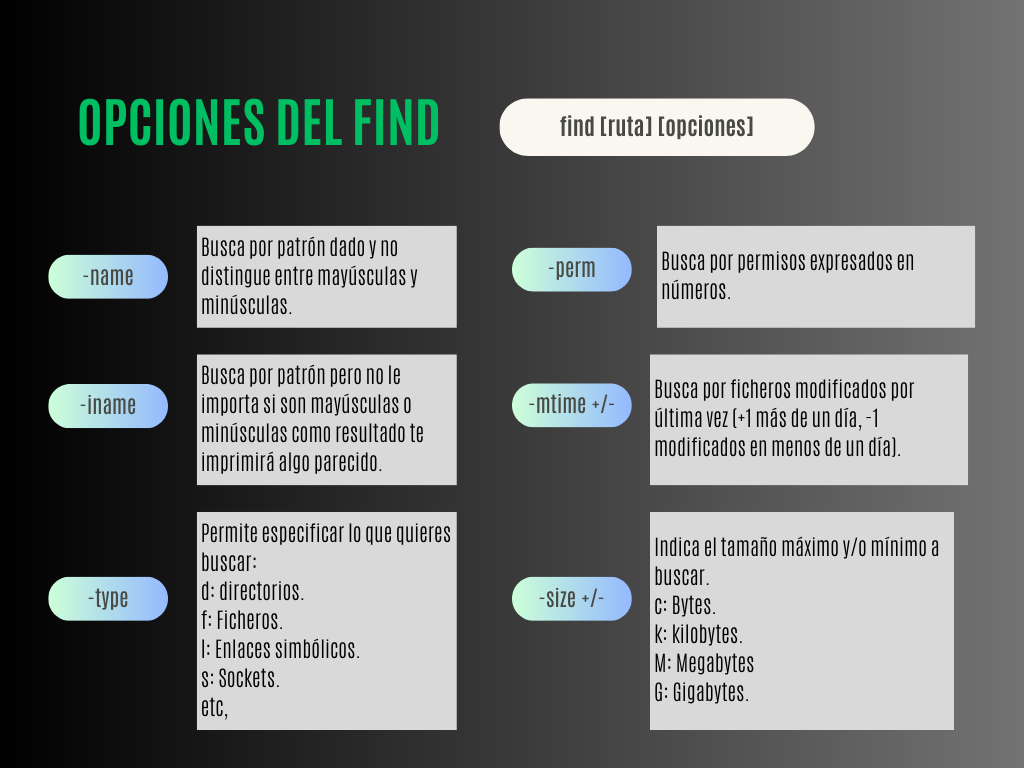 OPCIONES DEL FIND
find [ruta] [opciones]
-name
Busca por patrón dado y no
distingue entre mayúsculas y
minúsculas.
-perm
Busca por permisos expresados en
números.
-iname
Busca por patrón pero no le
importa si son mayúsculas o
minúsculas como resultado te
imprimirá algo parecido.
-mtime +/-
Busca por ficheros modificados por
última vez (+1 más de un día, -1
modificados en menos de un día).
-type
Permite especificar lo que quieres
buscar:
d: directorios.
f: Ficheros.
l: Enlaces simbólicos.
s: Sockets.
etc,
-size +/-
Indica el tamaño máximo y/o mínimo a
buscar.
c: Bytes.
k: kilobytes.
M: Megabytes
G: Gigabytes.